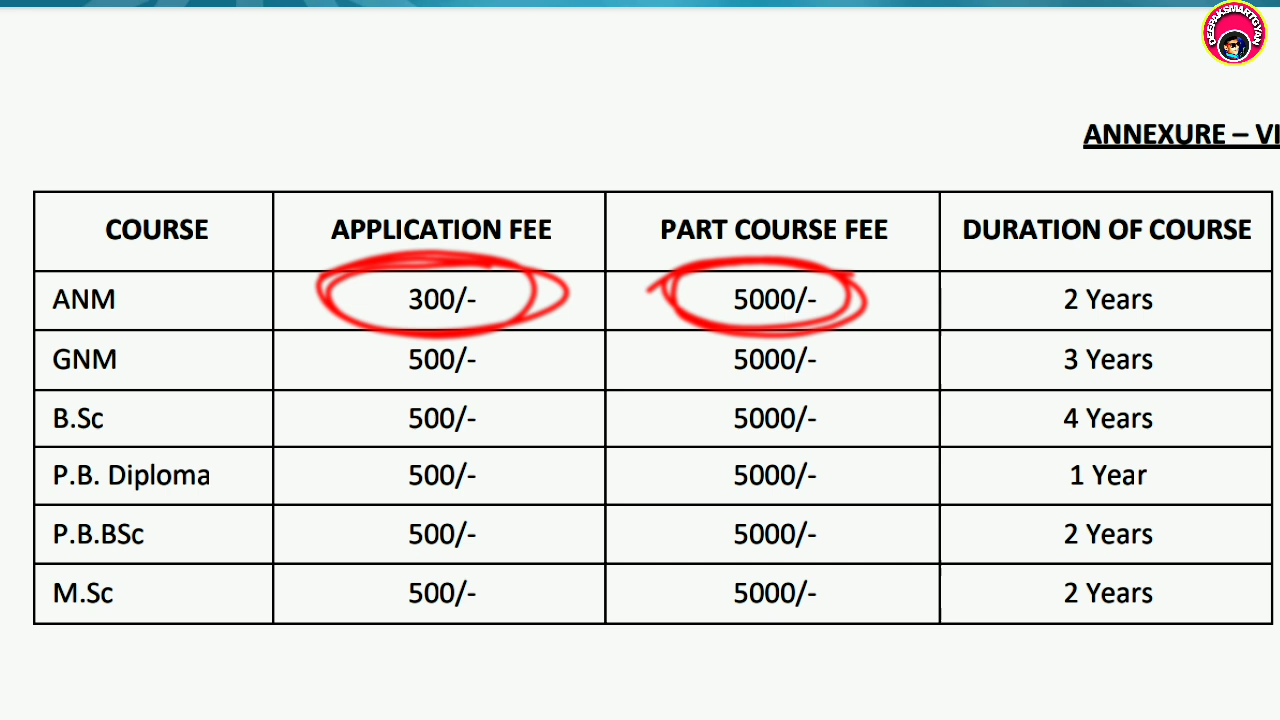 DEEPAKSMARTGYAN
ANNEXURE – VI
COURSE APPLICATION FEE PART COURSE FEE DURATION OF COURSE
ANM 300/- 5000/- 2 Years
GNM 500/- 5000/- 3 Years
B.Sc 500/- 5000/- 4 Years
P.B. Diploma 500/- 5000/- 1 Year
P.B.BSc 500/- 5000/- 2 Years
M.Sc 500/- 5000/- 2 Years